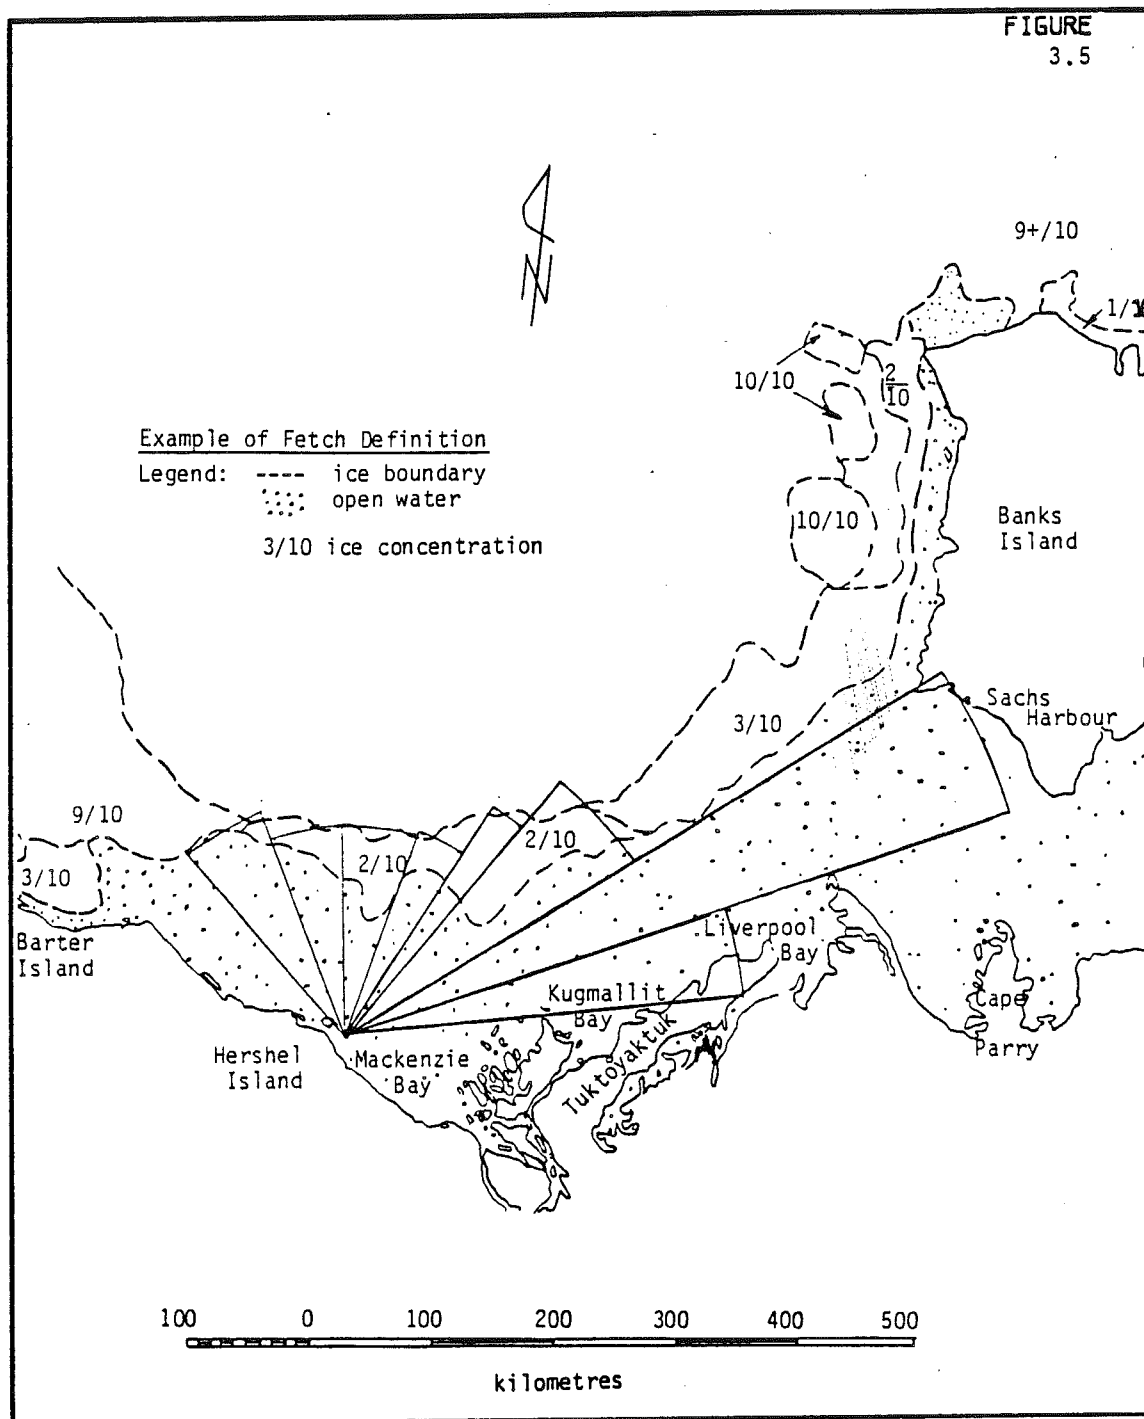 FIGURE
3.5
N
9+/10
10/10
2
10
Example of Fetch Definition
Legend: ---- ice boundary
open water
3/10 ice concentration
10/10
Banks
Island
Sachs
Harbour
3/10
9/10
2/10
2/10
3/10
Barter
Island
Liverpool
Bay
Kugmallit
Bay
Cape
Parry
Hershel
Island
Mackenzie
Bay
Tuktoyaktuk
100 0 100 200 300 400 500
kilometres